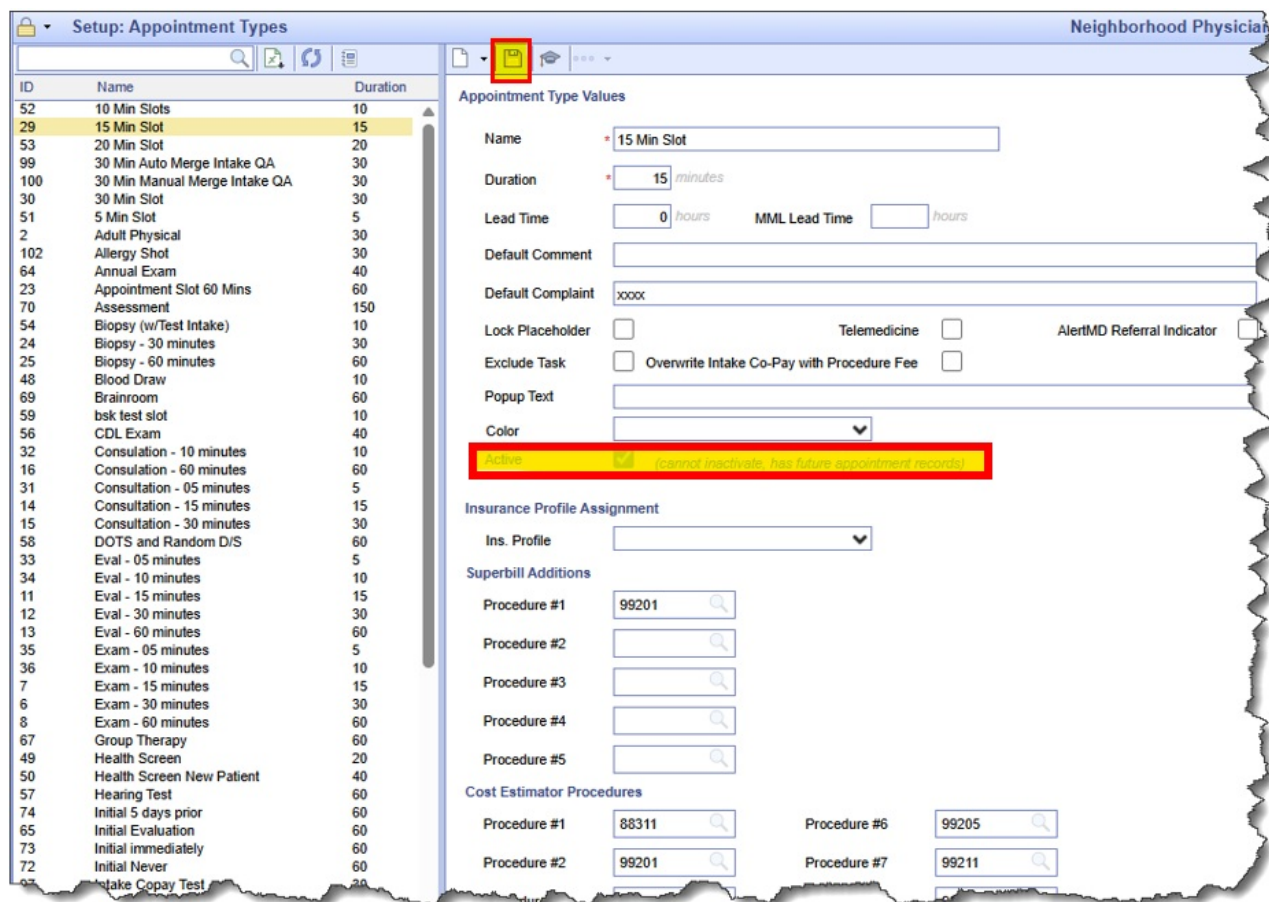 Setup: Appointment Types
Neighborhood Physician
ID Name Duration
52 10 Min Slots 10
29 15 Min Slot 15
53 20 Min Slot 20
99 30 Min Auto Merge Intake QA 30
100 30 Min Manual Merge Intake QA 30
30 30 Min Slot 30
51 5 Min Slot 5
2 Adult Physical 30
102 Allergy Shot 30
64 Annual Exam 40
23 Appointment Slot 60 Mins 60
70 Assessment 150
54 Biopsy (w/Test Intake) 10
24 Biopsy - 30 minutes 30
25 Biopsy - 60 minutes 60
48 Blood Draw 10
69 Brainroom 60
59 bsk test slot 10
56 CDL Exam 40
32 Consulation - 10 minutes 10
16 Consulation - 60 minutes 60
31 Consultation - 05 minutes 5
14 Consultation - 15 minutes 15
15 Consultation - 30 minutes 30
58 DOTS and Random D/S 60
33 Eval - 05 minutes 5
34 Eval - 10 minutes 10
11 Eval - 15 minutes 15
12 Eval - 30 minutes 30
13 Eval - 60 minutes 60
35 Exam - 05 minutes 5
36 Exam - 10 minutes 10
7 Exam - 15 minutes 15
6 Exam - 30 minutes 30
8 Exam - 60 minutes 60
67 Group Therapy 60
49 Health Screen 20
50 Health Screen New Patient 40
57 Hearing Test 60
74 Initial 5 days prior 60
65 Initial Evaluation 60
73 Initial immediately 60
72 Initial Never 60
Intake Copay Test
Appointment Type Values
Name * 15 Min Slot
Duration * 15 minutes
Lead Time 0 hours MML Lead Time hours
Default Comment
Default Complaint xxxx
Lock Placeholder Telemedicine AlertMD Referral Indicator
Exclude Task Overwrite Intake Co-Pay with Procedure Fee
Popup Text
Color
Active (cannot inactivate, has future appointment records)
Insurance Profile Assignment
Ins. Profile
Superbill Additions
Procedure #1 99201
Procedure #2
Procedure #3
Procedure #4
Procedure #5
Cost Estimator Procedures
Procedure #1 88311 Procedure #6 99205
Procedure #2 99201 Procedure #7 99211